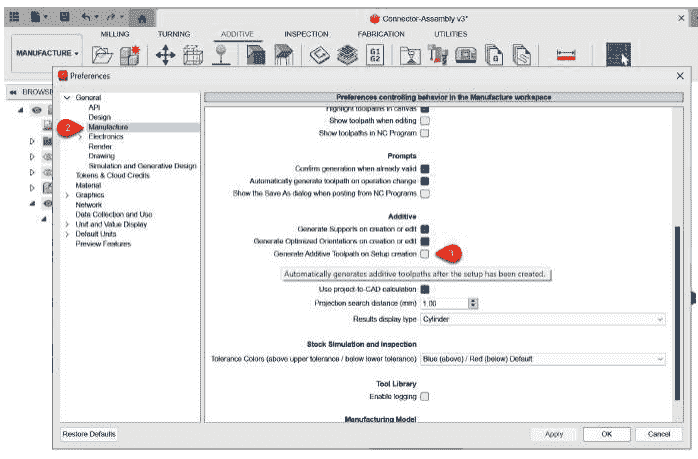 Connector-Assembly v3*
MILLING TURNING ADDITIVE INSPECTION FABRICATION UTILITIES
MANUFACTURE
G1
G2
G
BROWS
Preferences
General
API
Design
2
Manufacture
Electronics
Render
Drawing
Simulation and Generative Design
Tokens & Cloud Credits
Material
Graphics
Network
Data Collection and Use
Unit and Value Display
Default Units
Preview Features
Preferences controlling behavior in the Manufacture workspace
Highlight toolpaths in canvas
Show toolpath when editing
Show toolpaths in NC Program
Prompts
Confirm generation when already valid
Automatically generate toolpath on operation change
Show the Save As dialog when posting from NC Programs
Additive
Generate Supports on creation or edit
Generate Optimized Orientations on creation or edit
Generate Additive Toolpath on Setup creation
Automatically generates additive toolpaths after the setup has been created.
Use project-to-CAD calculation
Projection search distance (mm) 1.00
Results display type Cylinder
Stock Simulation and Inspection
Tolerance Colors (above upper tolerance / below lower tolerance) Blue (above) / Red (below) Default
Tool Library
Enable logging
Manufacturing Model
Restore Defaults
Apply OK Cancel